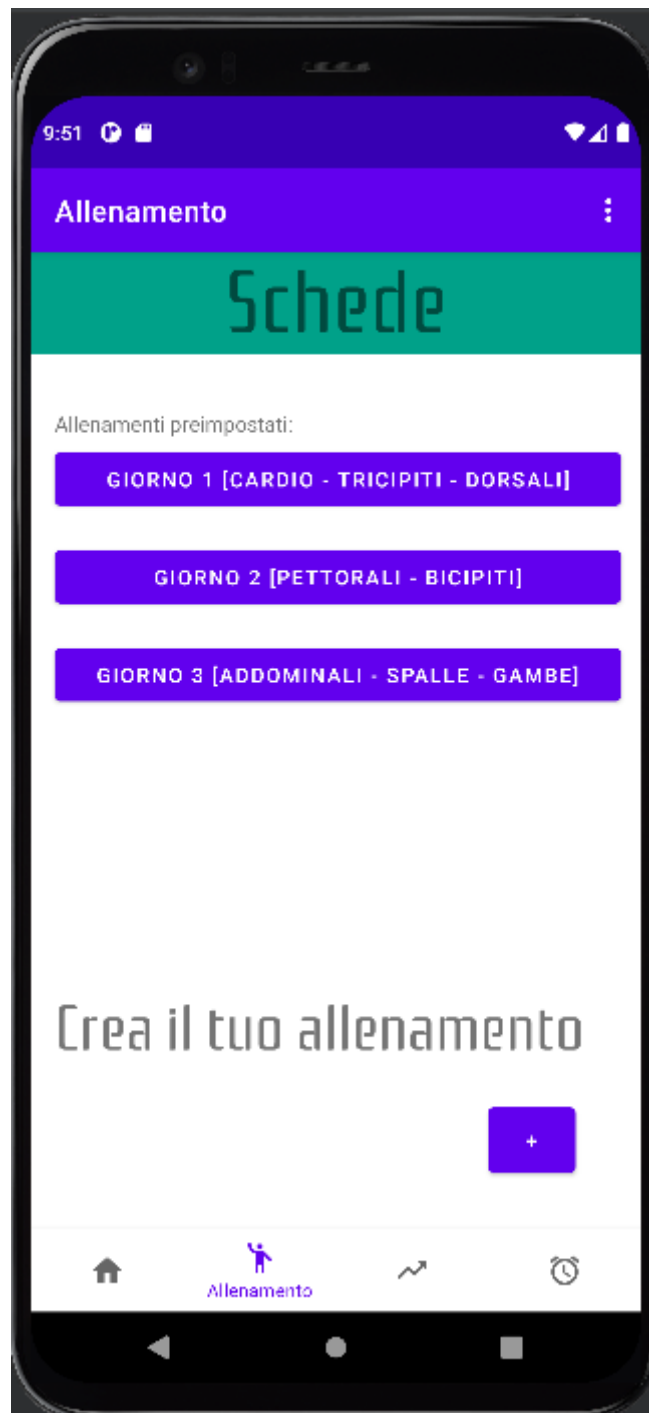 9:51
Allenamento
Schede
Allenamenti preimpostati:
GIORNO 1 [CARDIO - TRICIPITI - DORSALI]
GIORNO 2 [PETTORALI - BICIPITI]
GIORNO 3 [ADDOMINALI - SPALLE - GAMBE]
Crea il tuo allenamento
+
Allenamento